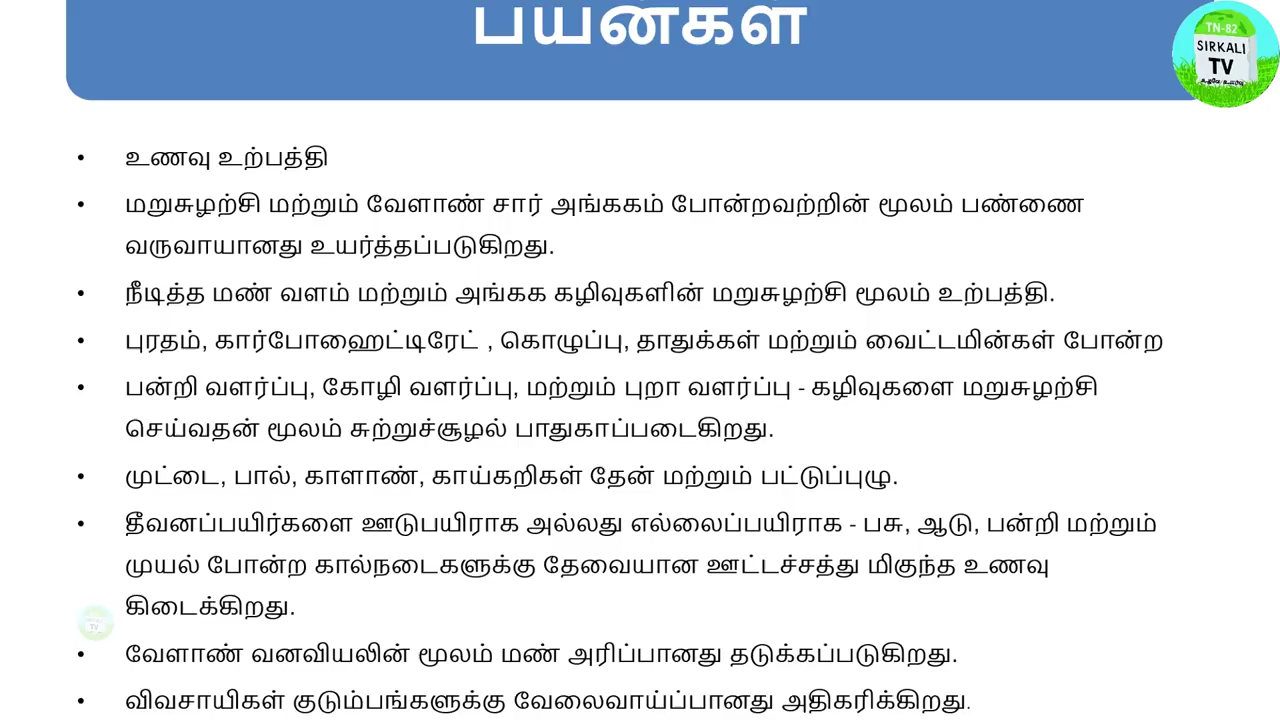 பயன்கள்
TN-82
SIRKALI
TV
• உணவு உற்பத்தி
• மறுசுழற்சி மற்றும் வேளாண் சார் அங்ககம் போன்றவற்றின் மூலம் பண்ணை
வருவாயானது உயர்த்தப்படுகிறது.
• நீடித்த மண் வளம் மற்றும் அங்கக கழிவுகளின் மறுசுழற்சி மூலம் உற்பத்தி.
• புரதம், கார்போஹைட்டிரேட் , கொழுப்பு, தாதுக்கள் மற்றும் வைட்டமின்கள் போன்ற
• பன்றி வளர்ப்பு, கோழி வளர்ப்பு, மற்றும் புறா வளர்ப்பு - கழிவுகளை மறுசுழற்சி
செய்வதன் மூலம் சுற்றுச்சூழல் பாதுகாப்படைகிறது.
• முட்டை, பால், காளாண், காய்கறிகள் தேன் மற்றும் பட்டுப்புழு.
• தீவனப்பயிர்களை ஊடுபயிராக அல்லது எல்லைப்பயிராக - பசு, ஆடு, பன்றி மற்றும்
முயல் போன்ற கால்நடைகளுக்கு தேவையான ஊட்டச்சத்து மிகுந்த உணவு
கிடைக்கிறது.
• வேளாண் வனவியலின் மூலம் மண் அரிப்பானது தடுக்கப்படுகிறது.
• விவசாயிகள் குடும்பங்களுக்கு வேலைவாய்ப்பானது அதிகரிக்கிறது.